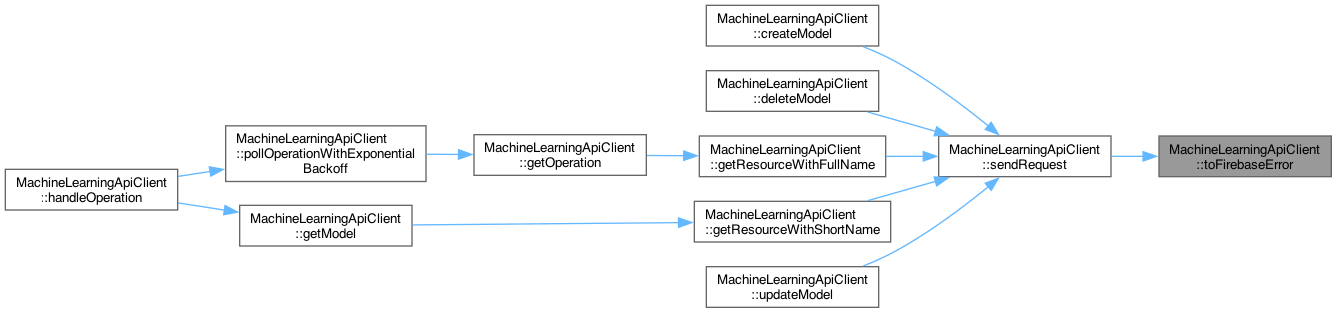 MachineLearningApiClient
::handleOperation
MachineLearningApiClient
::pollOperationWithExponential
Backoff
MachineLearningApiClient
::getModel
MachineLearningApiClient
::getOperation
MachineLearningApiClient
::createModel
MachineLearningApiClient
::deleteModel
MachineLearningApiClient
::getResourceWithFullName
MachineLearningApiClient
::getResourceWithShortName
MachineLearningApiClient
::updateModel
MachineLearningApiClient
::sendRequest
MachineLearningApiClient
::toFirebaseError